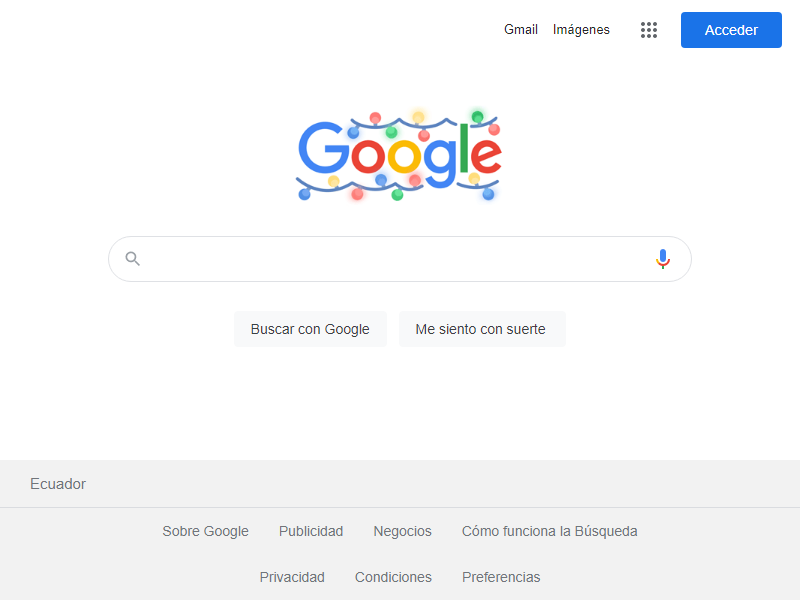 Gmail Imágenes Acceder
Google
Buscar con Google Me siento con suerte
Ecuador
Sobre Google Publicidad Negocios Cómo funciona la Búsqueda
Privacidad Condiciones Preferencias